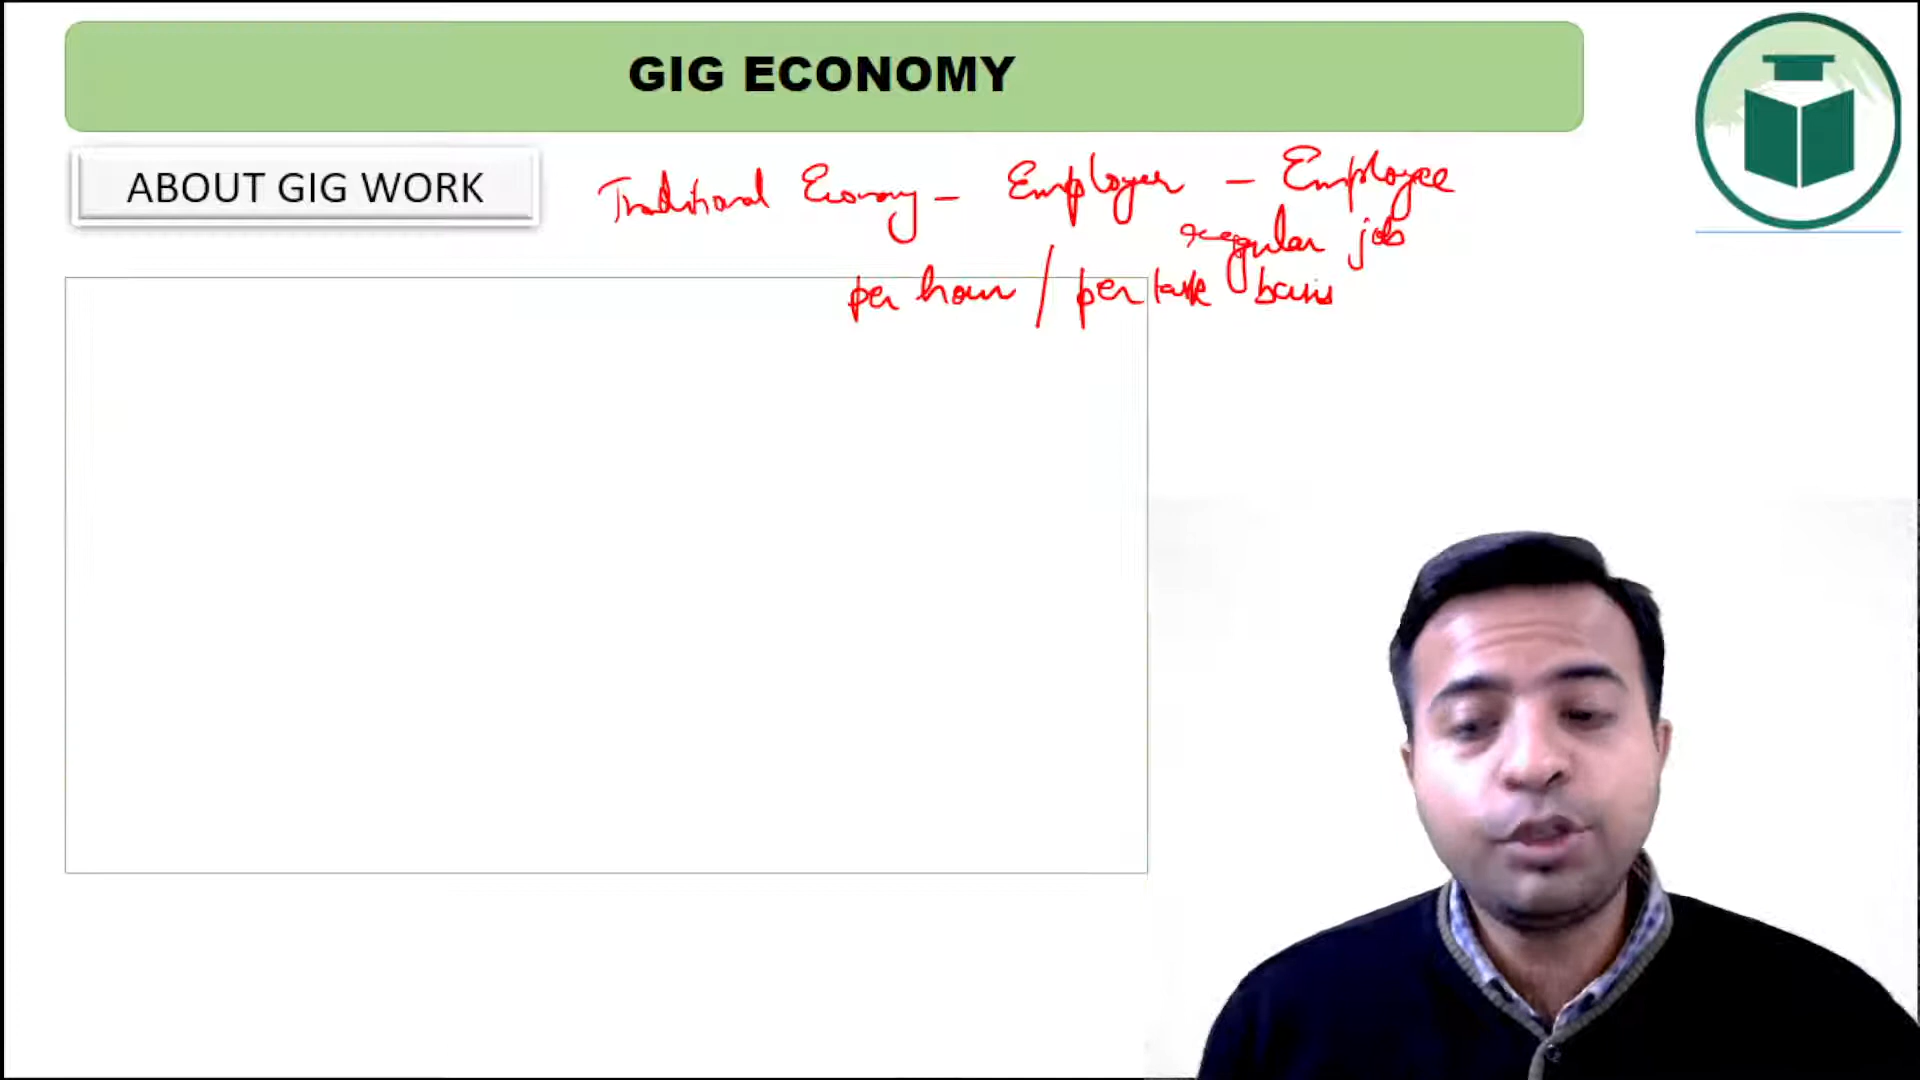 GIG ECONOMY
ABOUT GIG WORK
Traditional Economy - Employer - Employee
regular job
per hour / per task basis